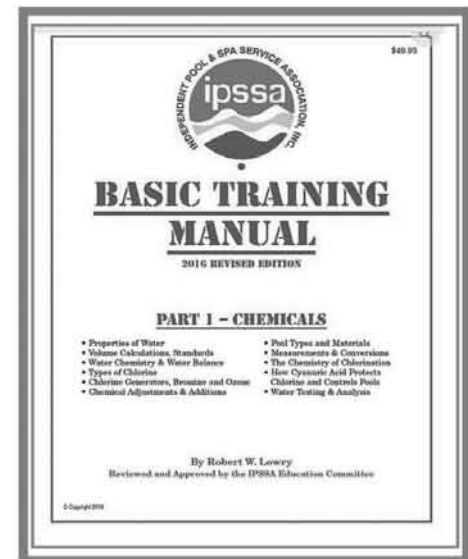 $49.95
INDEPENDENT POOL & SPA SERVICE ASSOCIATION, INC.
ipssa
BASIC TRAINING
MANUAL
2016 REVISED EDITION
PART 1 – CHEMICALS
• Properties of Water
• Volume Calculations, Standards
• Water Chemistry & Water Balance
• Types of Chlorine
• Chlorine Generators, Bromine and Ozone
• Chemical Adjustments & Additions
• Pool Types and Materials
• Measurements & Conversions
• The Chemistry of Chlorination
• How Cyanuric Acid Protects
Chlorine and Controls Pools
• Water Testing & Analysis
By Robert W. Lowry
Reviewed and Approved by the IPSSA Education Committee
© Copyright 2016